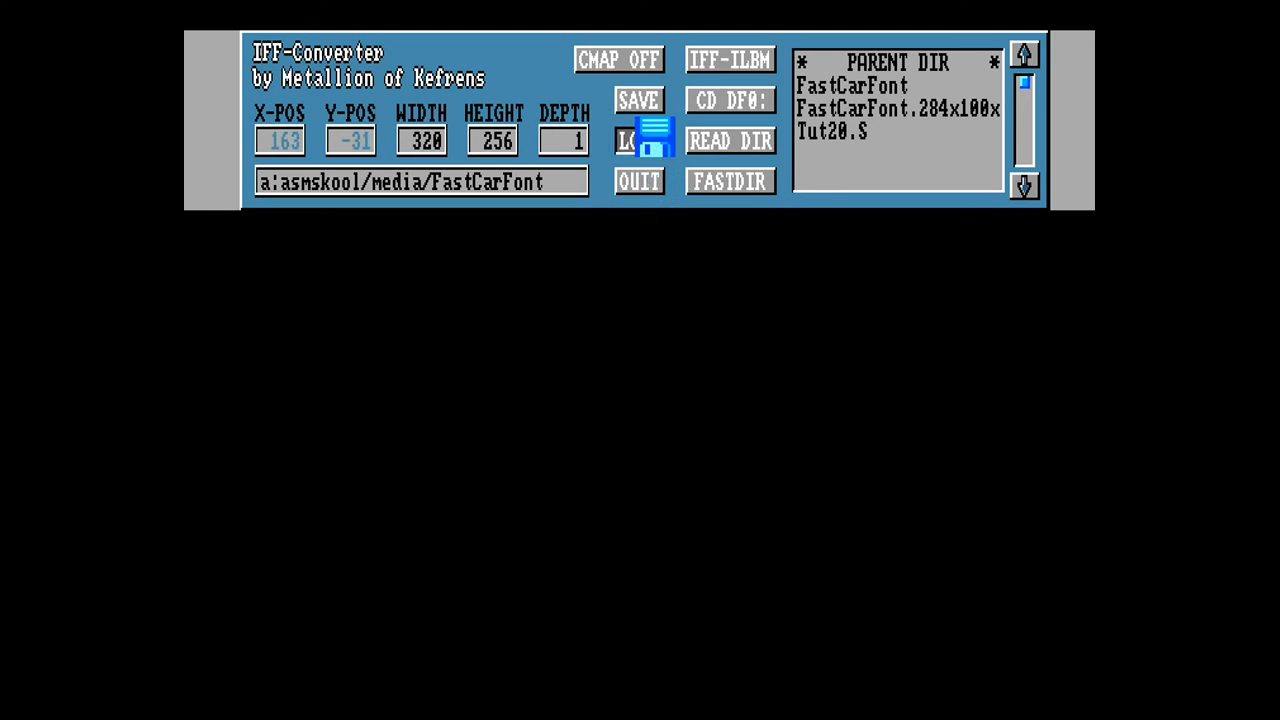 IFF-Converter
by Metallion of Kefrens
X-POS Y-POS WIDTH HEIGHT DEPTH
163 -31 320 256 1
a:asmskool/media/FastCarFont
CMAP OFF
SAVE
QUIT
IFF-ILBM
CD DF0:
READ DIR
FASTDIR
* PARENT DIR *
FastCarFont
FastCarFont.284x100x
Tut20.S